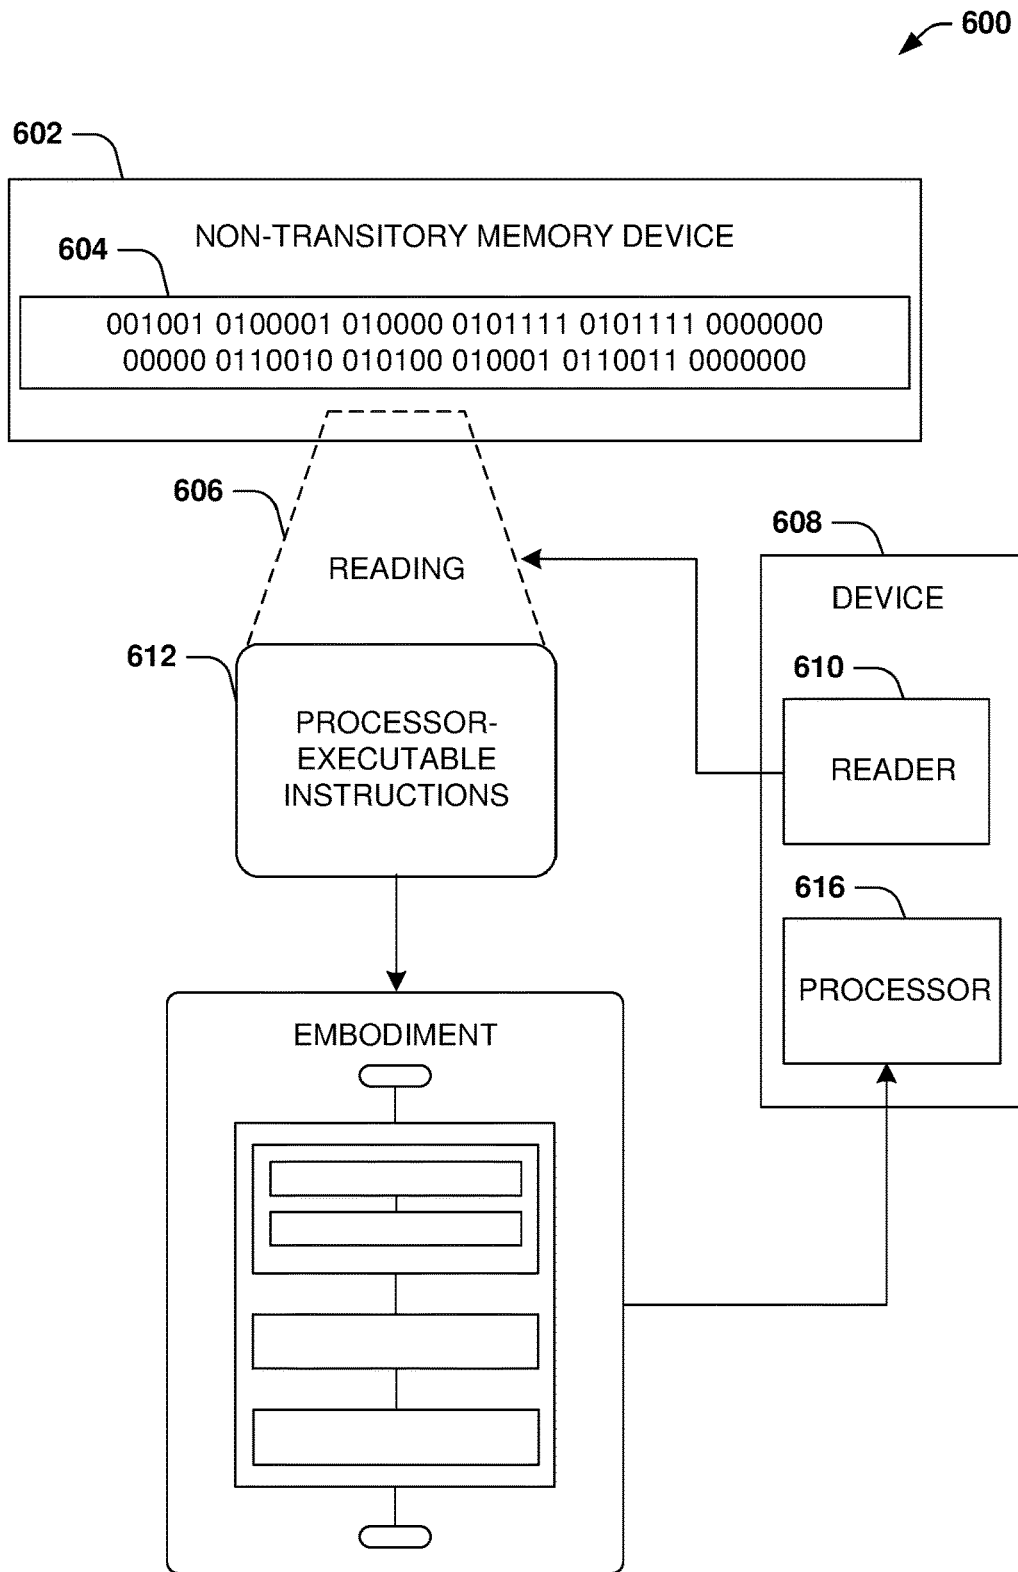 600
602
NON-TRANSITORY MEMORY DEVICE
604
001001 0100001 010000 0101111 0101111 0000000
00000 0110010 010100 010001 0110011 0000000
606
READING
608
DEVICE
612
PROCESSOR-
EXECUTABLE
INSTRUCTIONS
610
READER
616
PROCESSOR
EMBODIMENT